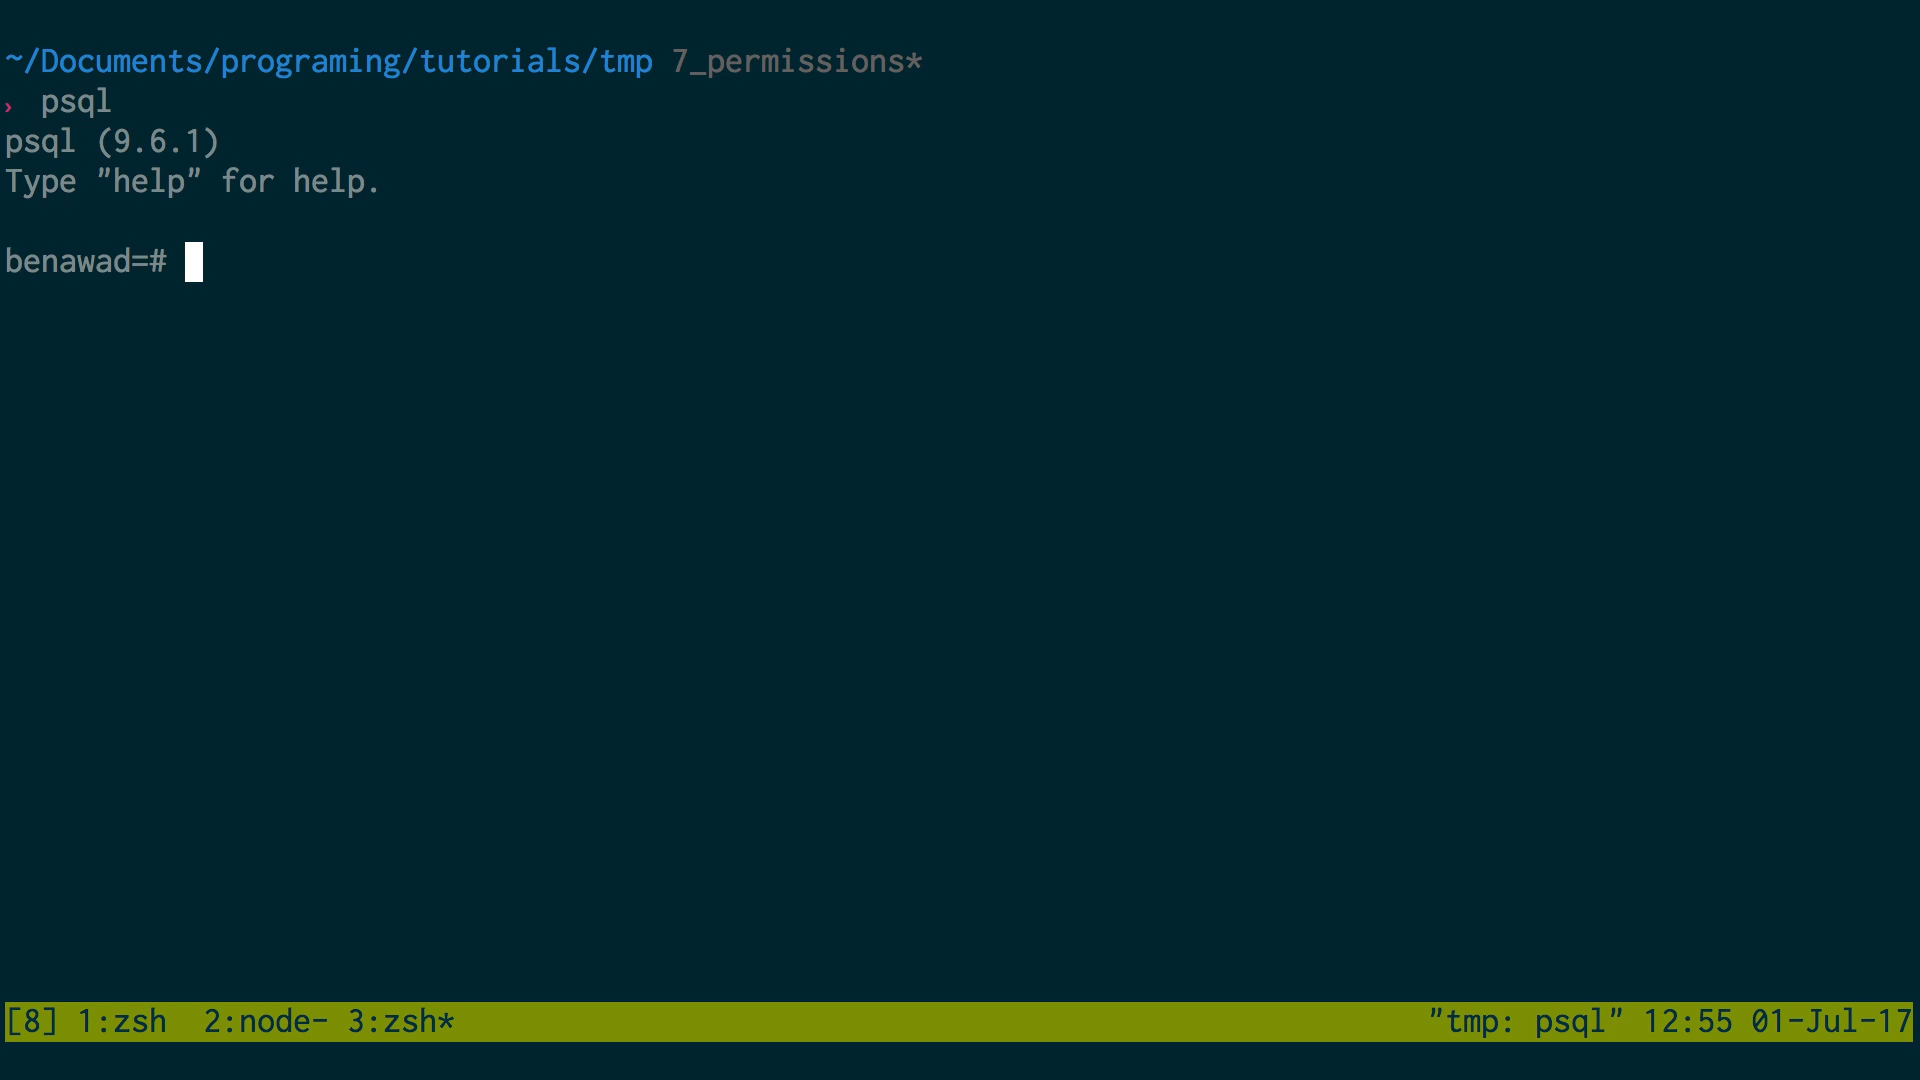 ~/Documents/programing/tutorials/tmp 7_permissions*
› psql
psql (9.6.1)
Type "help" for help.
benawad=#
[8] 1:zsh  2:node- 3:zsh* "tmp: psql" 12:55 01-Jul-17